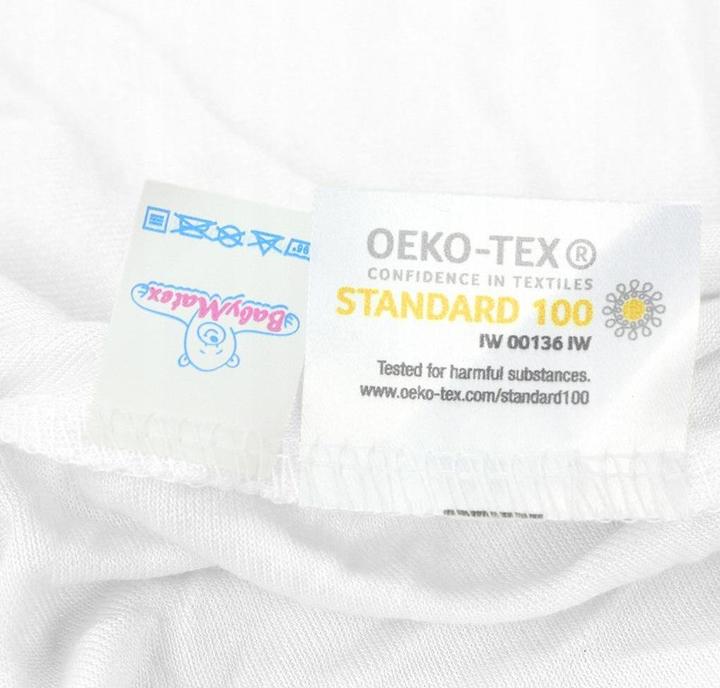 OEKO-TEX®
CONFIDENCE IN TEXTILES
STANDARD 100
IW 00136 IW
Tested for harmful substances.
www.oeko-tex.com/standard100
BabyMatex